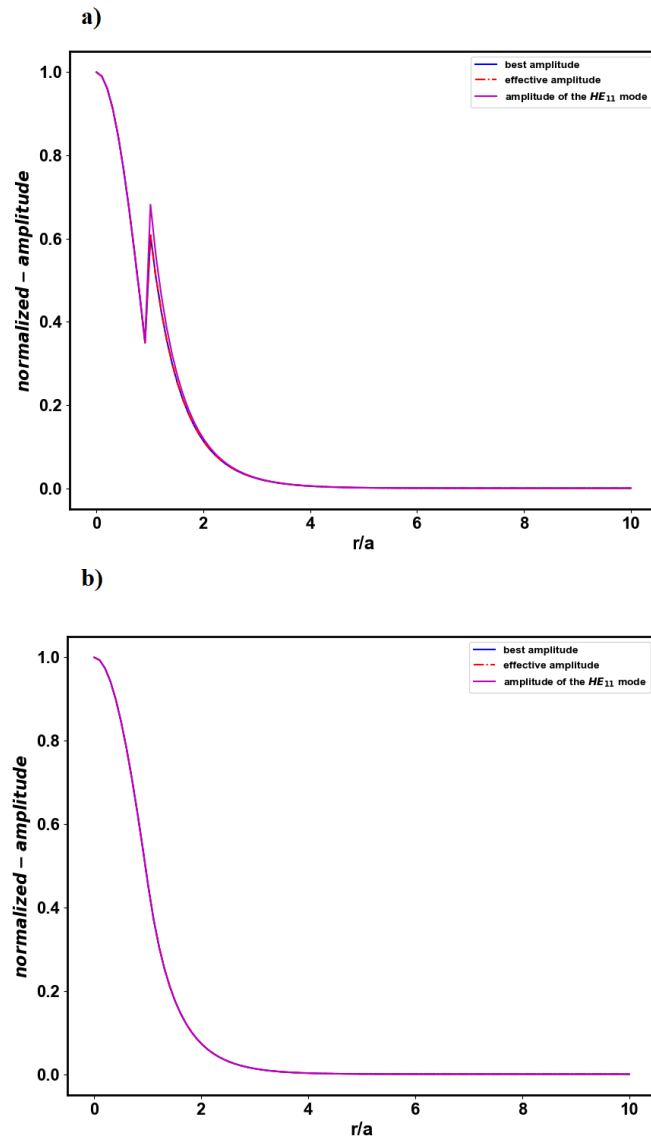 a)
1.0
0.8
0.6
0.4
0.2
0.0
normalized − amplitude
best amplitude
effective amplitude
amplitude of the HE11 mode
0 2 4 6 8 10
r/a
b)
1.0
0.8
0.6
0.4
0.2
0.0
normalized − amplitude
best amplitude
effective amplitude
amplitude of the HE11 mode
0 2 4 6 8 10
r/a